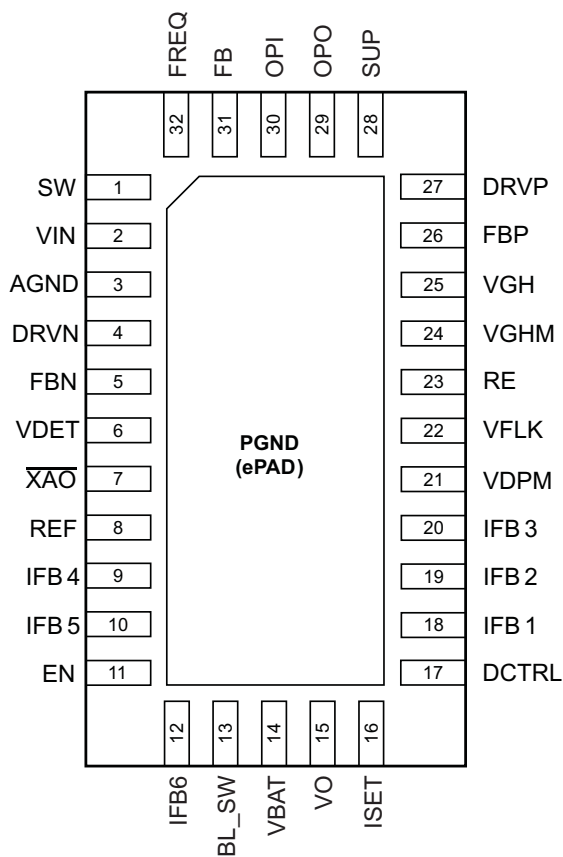 FREQ FB OPI OPO SUP
32 31 30 29 28
SW 1 27 DRVP
VIN 2 26 FBP
AGND 3 25 VGH
DRVN 4 24 VGHM
FBN 5 23 RE
VDET 6 22 VFLK
PGND
(ePAD)
X̅A̅O̅ 7 21 VDPM
REF 8 20 IFB 3
IFB 4 9 19 IFB 2
IFB 5 10 18 IFB 1
EN 11 17 DCTRL
12 13 14 15 16
IFB6 BL_SW VBAT VO ISET